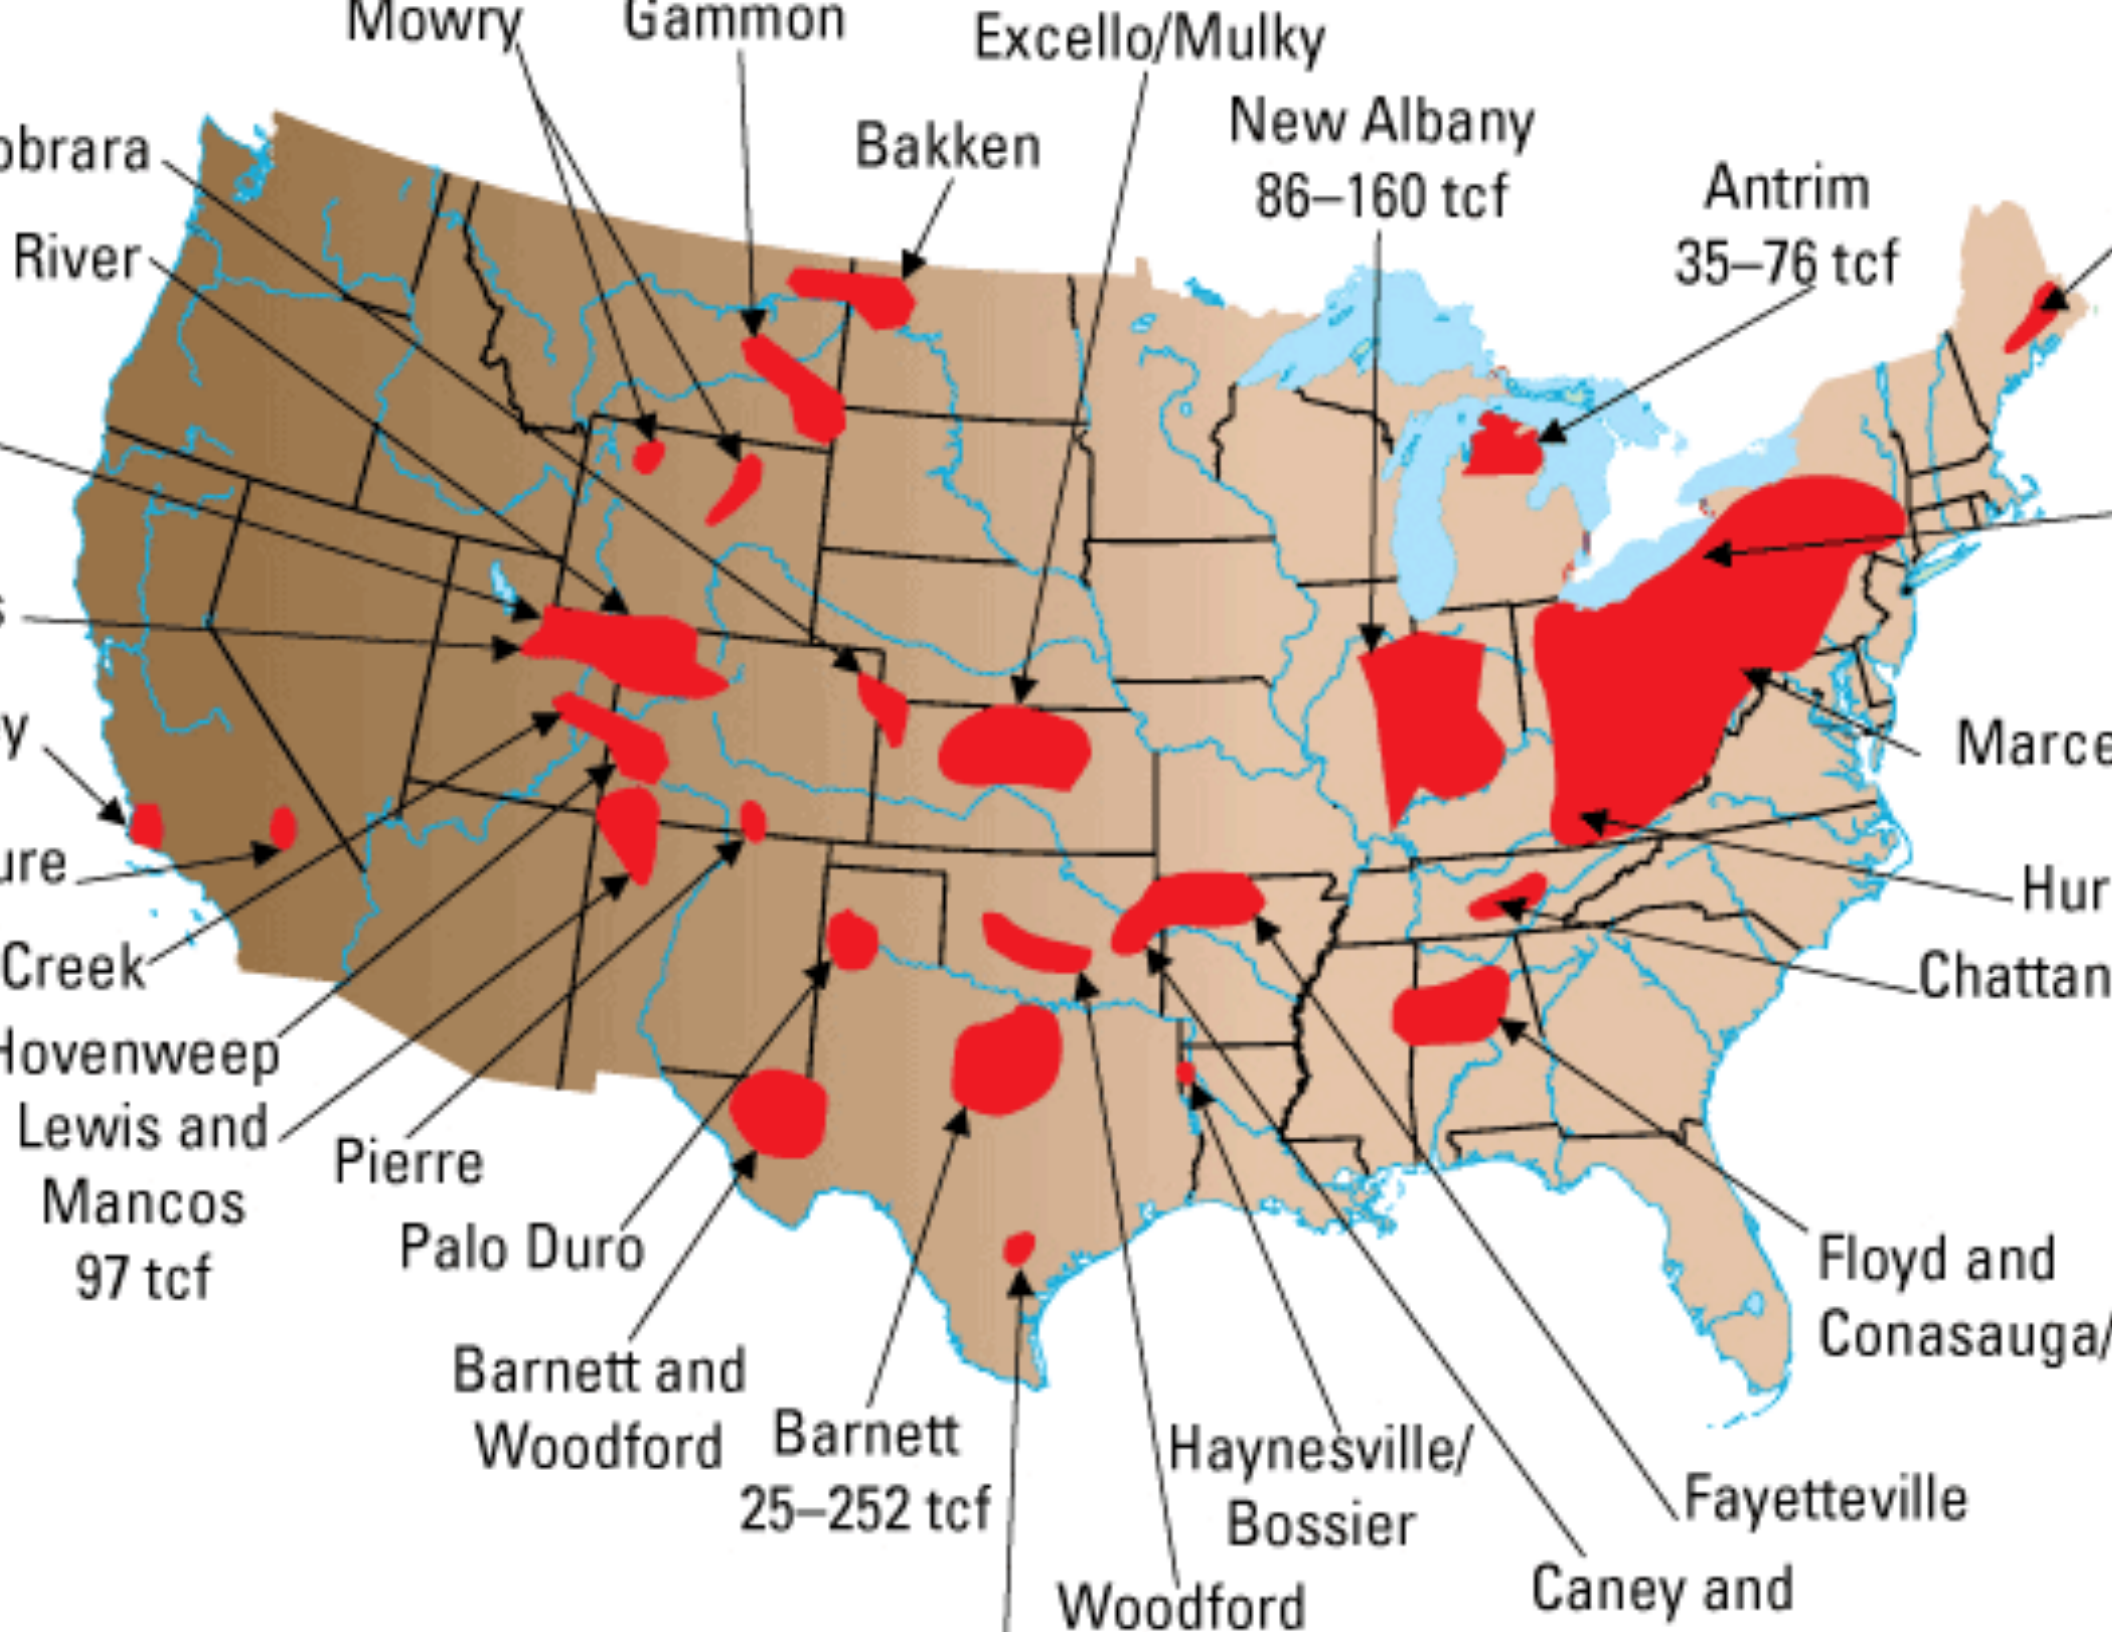 Mowry
Gammon
Excello/Mulky
New Albany
86–160 tcf
Bakken
Antrim
35–76 tcf
obrara
River
s
y
Marce
ure
Hur
Creek
Chattan
Hovenweep
Lewis and
Mancos
97 tcf
Pierre
Palo Duro
Floyd and
Conasauga/
Barnett and
Woodford
Barnett
25–252 tcf
Haynesville/
Bossier
Fayetteville
Caney and
Woodford